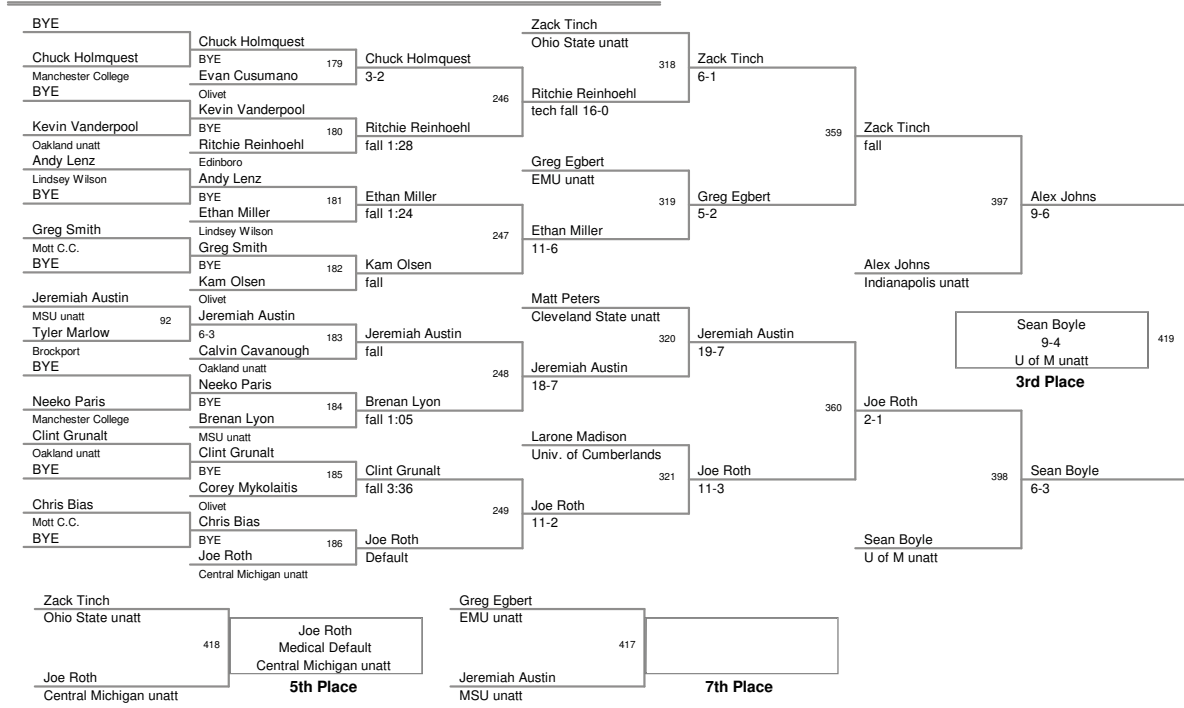 BYE
Chuck Holmquest
Manchester College
BYE
Kevin Vanderpool
Oakland unatt
Andy Lenz
Lindsey Wilson
BYE
Greg Smith
Mott C.C.
BYE
Jeremiah Austin
MSU unatt
92
Tyler Marlow
Brockport
BYE
Neeko Paris
Manchester College
Clint Grunalt
Oakland unatt
BYE
Chris Bias
Mott C.C.
BYE
Chuck Holmquest
BYE
179
Evan Cusumano
Olivet
Kevin Vanderpool
BYE
180
Ritchie Reinhoehl
Edinboro
Andy Lenz
BYE
181
Ethan Miller
Lindsey Wilson
Greg Smith
BYE
182
Kam Olsen
Olivet
Jeremiah Austin
6-3
183
Calvin Cavanough
Oakland unatt
Neeko Paris
BYE
184
Brenan Lyon
MSU unatt
Clint Grunalt
BYE
185
Corey Mykolaitis
Olivet
Chris Bias
BYE
186
Joe Roth
Central Michigan unatt
Chuck Holmquest
3-2
246
Ritchie Reinhoehl
fall 1:28
Ethan Miller
fall 1:24
247
Kam Olsen
fall
Jeremiah Austin
fall
248
Brenan Lyon
fall 1:05
Clint Grunalt
fall 3:36
249
Joe Roth
Default
Zack Tinch
Ohio State unatt
318
Ritchie Reinhoehl
tech fall 16-0
Greg Egbert
EMU unatt
319
Ethan Miller
11-6
Matt Peters
Cleveland State unatt
320
Jeremiah Austin
18-7
Larone Madison
Univ. of Cumberlands
321
Joe Roth
11-2
Zack Tinch
6-1
359
Greg Egbert
5-2
Jeremiah Austin
19-7
360
Joe Roth
11-3
Zack Tinch
fall
397
Alex Johns
Indianapolis unatt
Joe Roth
2-1
398
Sean Boyle
U of M unatt
Alex Johns
9-6
Sean Boyle
9-4
U of M unatt
419
3rd Place
Sean Boyle
6-3
Zack Tinch
Ohio State unatt
418
Joe Roth
Central Michigan unatt
Joe Roth
Medical Default
Central Michigan unatt
5th Place
Greg Egbert
EMU unatt
417
Jeremiah Austin
MSU unatt
7th Place